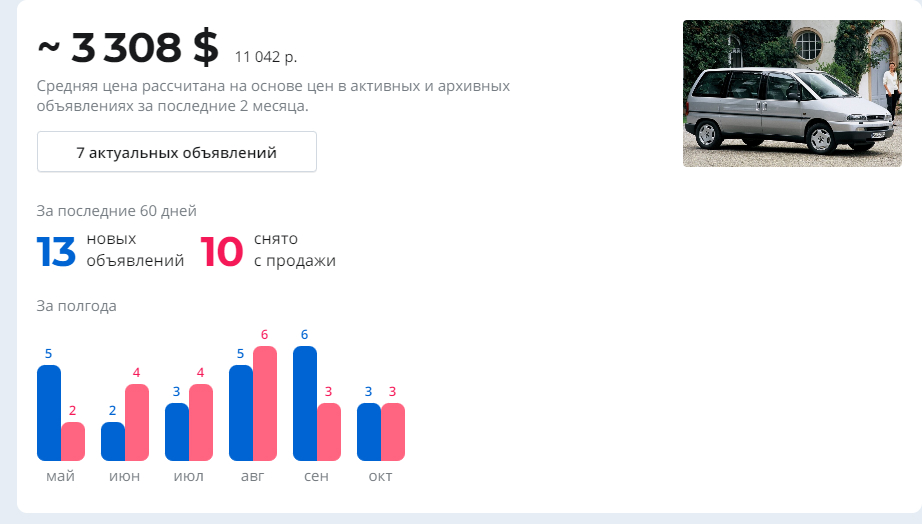 ~ 3 308 $ 11 042 р.
Средняя цена рассчитана на основе цен в активных и архивных
объявлениях за последние 2 месяца.
7 актуальных объявлений
За последние 60 дней
13 новых объявлений 10 снято с продажи
За полгода
5 2 2 4 3 4 5 6 6 3 3 3
май июн июл авг сен окт